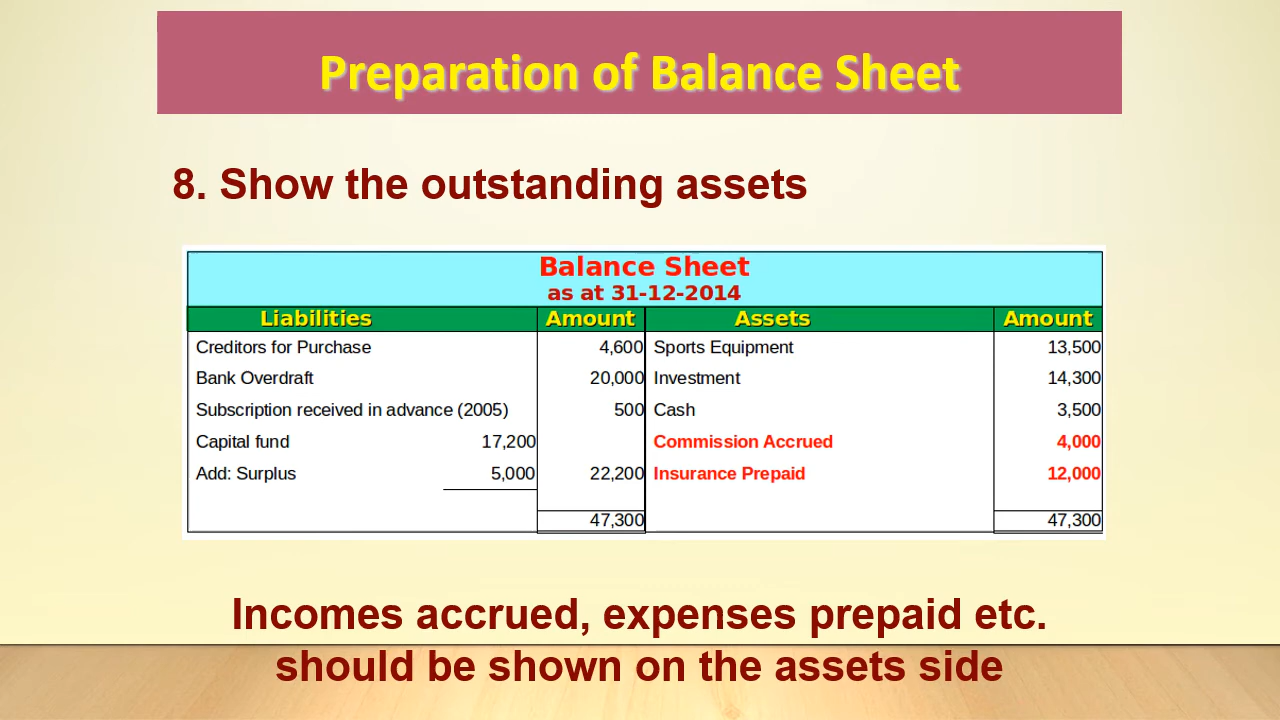 Preparation of Balance Sheet
8. Show the outstanding assets
Balance Sheet
as at 31-12-2014
Liabilities Amount Assets Amount
Creditors for Purchase 4,600 Sports Equipment 13,500
Bank Overdraft 20,000 Investment 14,300
Subscription received in advance (2005) 500 Cash 3,500
Capital fund 17,200 Commission Accrued 4,000
Add: Surplus 5,000 22,200 Insurance Prepaid 12,000
47,300 47,300
Incomes accrued, expenses prepaid etc.
should be shown on the assets side